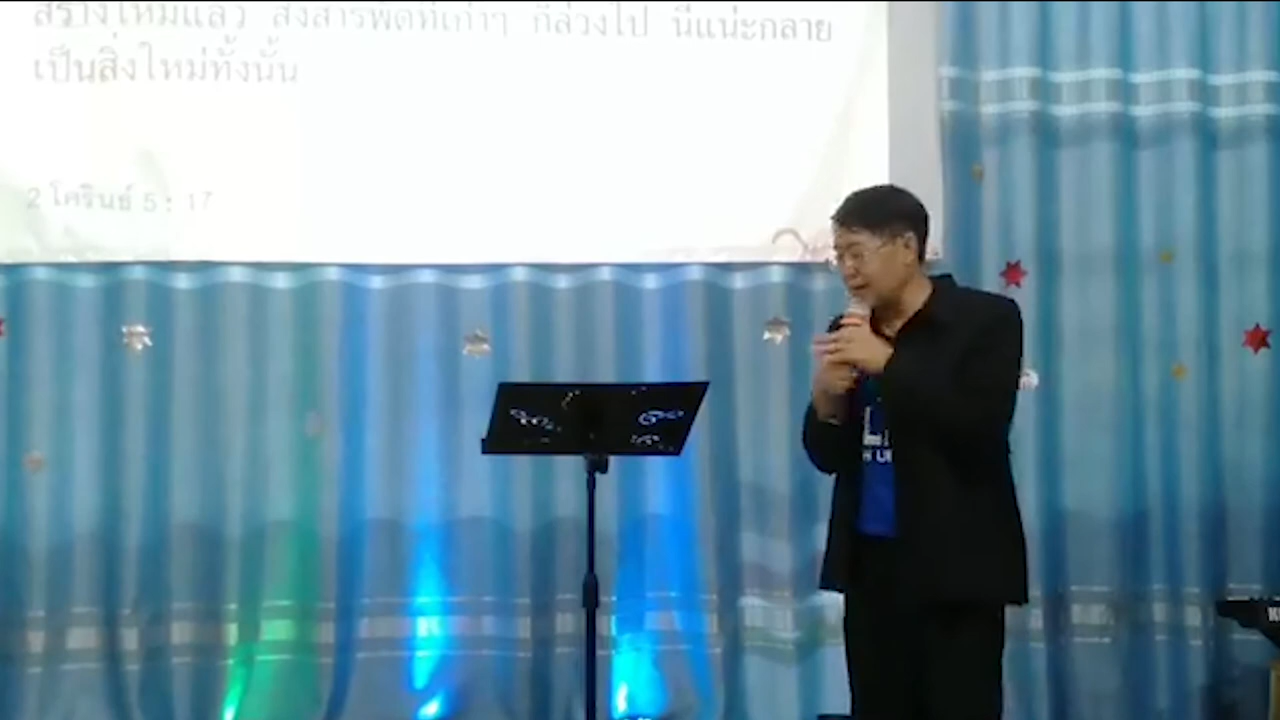 สร้างใหม่แล้ว สิ่งสารพัดที่เก่าๆ ก็ล่วงไป นี่แน่ะกลาย
เป็นสิ่งใหม่ทั้งนั้น
2 โครินธ์ 5 : 17